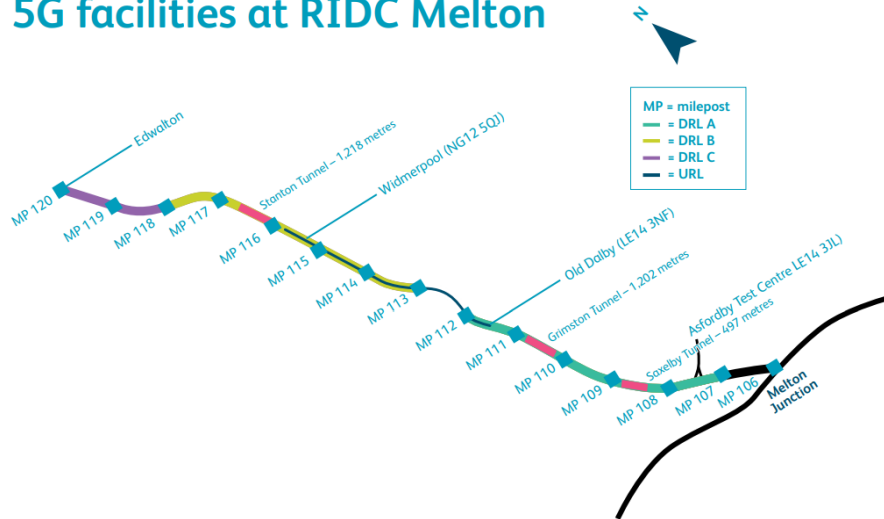 5G facilities at RIDC Melton
N
MP = milepost
= DRL A
= DRL B
= DRL C
= URL
Edwalton
Stanton Tunnel – 1,218 metres
Widmerpool (NG12 5QJ)
Old Dalby (LE14 3NF)
Grimston Tunnel – 1,202 metres
Asfordby Test Centre LE14 3JL)
Saxelby Tunnel – 497 metres
MP 120
MP 119
MP 118
MP 117
MP 116
MP 115
MP 114
MP 113
MP 112
MP 111
MP 110
MP 109
MP 108
MP 107
MP 106
Melton
Junction